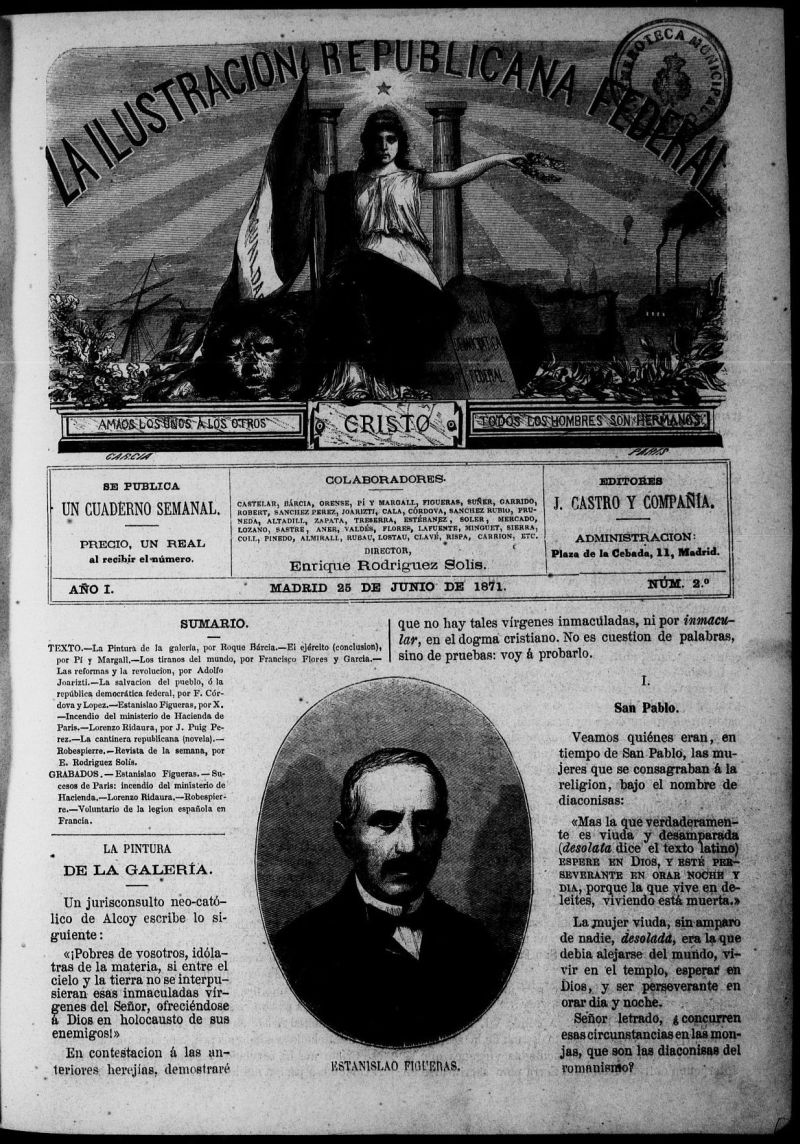 LA ILUSTRACION REPUBLICANA FEDERAL
HEMEROTECA MUNICIPAL
DEMOCRATICA
FEDERAL
AMAOS LOS UNOS A LOS OTROS
CRISTO
TODOS LOS HOMBRES SON HERMANOS.
GARCIA
PARIS
SE PUBLICA
UN CUADERNO SEMANAL.
PRECIO, UN REAL
al recibir el número.
COLABORADORES.
CASTELAR, BÁRCIA, ORENSE, PÍ Y MARGALL, FIGUERAS, SUÑER, GARRIDO,
ROBERT, SANCHEZ PEREZ, JOARIZTI, CALA, CÓRDOVA, SANCHEZ RUBIO, PRU-
NEDA, ALTADILL, ZAPATA, TRESERRA, ESTÉBANEZ, SOLER, MERCADO,
LOZANO, SASTRE, ANER, VALDÉS, FLORES, LAFUENTE, MINGUET, SIERRA,
COLL, PINEDO, ALMIRALL, RUBAU, LOSTAU, CLAVÉ, RISPA, CARRION, ETC.
DIRECTOR,
Enrique Rodriguez Solís.
EDITORES
J. CASTRO Y COMPAÑÍA.
ADMINISTRACION:
Plaza de la Cebada, 11, Madrid.
AÑO I.
MADRID 25 DE JUNIO DE 1871.
NÚM. 2.º
SUMARIO.
TEXTO.—La Pintura de la galería, por Roque Bárcia.—El ejército (conclusion),
por Pí y Margall.—Los tiranos del mundo, por Francisco Flores y García.—
Las reformas y la revolucion, por Adolfo
Joarizti.—La salvacion del pueblo, ó la
república democrática federal, por F. Cór-
dova y Lopez.—Estanislao Figueras, por X.
—Incendio del ministerio de Hacienda de
Paris.—Lorenzo Ridaura, por J. Puig Pe-
rez.—La cantinera republicana (novela).—
Robespierre.—Revista de la semana, por
E. Rodriguez Solís.
GRABADOS.—Estanislao Figueras.—Su-
cesos de Paris: incendio del ministerio de
Hacienda.—Lorenzo Ridaura.—Robespier-
re.—Voluntario de la legion española en
Francia.
LA PINTURA
DE LA GALERÍA.
Un jurisconsulto neo-cató-
lico de Alcoy escribe lo si-
guiente:
«¡Pobres de vosotros, idóla-
tras de la materia, si entre el
cielo y la tierra no se interpu-
sieran esas inmaculadas vír-
genes del Señor, ofreciéndose
á Dios en holocausto de sus
enemigos!»
En contestacion á las an-
teriores herejías, demostraré
ESTANISLAO FIGUERAS.
que no hay tales vírgenes inmaculadas, ni por inmacu-
lar, en el dogma cristiano. No es cuestion de palabras,
sino de pruebas: voy á probarlo.
I.
San Pablo.
Veamos quiénes eran, en
tiempo de San Pablo, las mu-
jeres que se consagraban á la
religion, bajo el nombre de
diaconisas:
«Mas la que verdaderamen-
te es viuda y desamparada
(desolata dice el texto latino)
ESPERE EN DIOS, Y ESTÉ PER-
SEVERANTE EN ORAR NOCHE Y
DIA, porque la que vive en de-
leites, viviendo está muerta.»
La mujer viuda, sin amparo
de nadie, desolada, era la que
debia alejarse del mundo, vi-
vir en el templo, esperar en
Dios, y ser perseverante en
orar dia y noche.
Señor letrado, ¿concurren
esas circunstancias en las mon-
jas, que son las diaconisas del
romanismo?